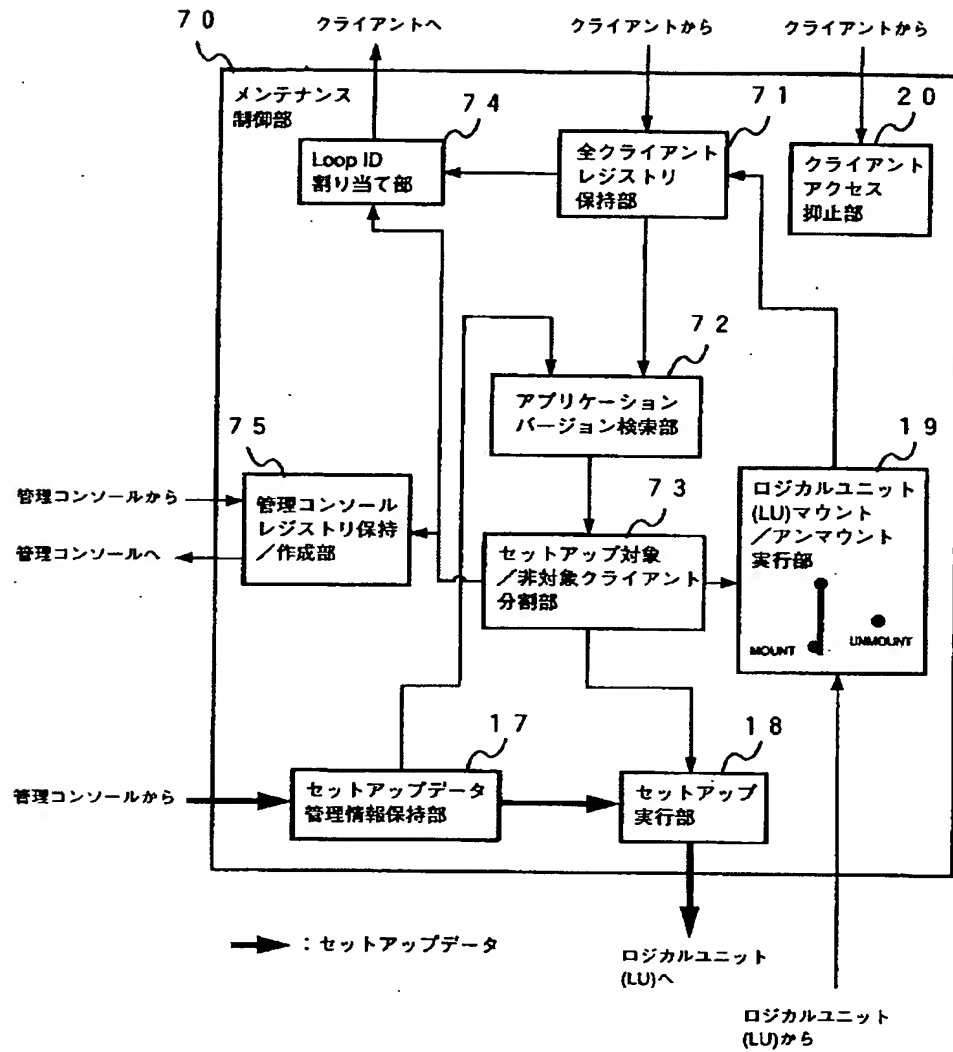 ７０
クライアントへ
クライアントから
クライアントから
メンテナンス
制御部
７４
７１
２０
Loop ID
割り当て部
全クライアント
レジストリ
保持部
クライアント
アクセス
抑止部
７２
アプリケーション
バージョン検索部
７５
１９
管理コンソールから
管理コンソールへ
管理コンソール
レジストリ保持
／作成部
７３
セットアップ対象
／非対象クライアント
分割部
ロジカルユニット
(LU)マウント
／アンマウント
実行部
MOUNT
UNMOUNT
１７
１８
管理コンソールから
セットアップデータ
管理情報保持部
セットアップ
実行部
：セットアップデータ
ロジカルユニット
(LU)へ
ロジカルユニット
(LU)から